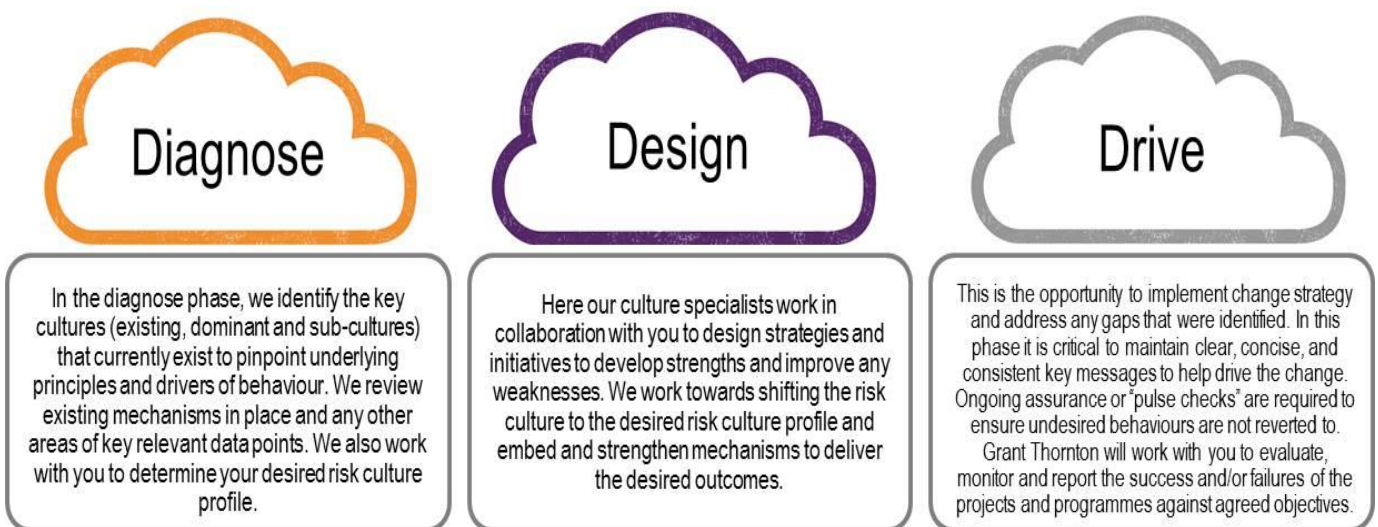 Diagnose
In the diagnose phase, we identify the key
cultures (existing, dominant and sub-cultures)
that currently exist to pinpoint underlying
principles and drivers of behaviour. We review
existing mechanisms in place and any other
areas of key relevant data points. We also work
with you to determine your desired risk culture
profile.
Design
Here our culture specialists work in
collaboration with you to design strategies and
initiatives to develop strengths and improve any
weaknesses. We work towards shifting the risk
culture to the desired risk culture profile and
embed and strengthen mechanisms to deliver
the desired outcomes.
Drive
This is the opportunity to implement change strategy
and address any gaps that were identified. In this
phase it is critical to maintain clear, concise, and
consistent key messages to help drive the change.
Ongoing assurance or “pulse checks” are required to
ensure undesired behaviours are not reverted to.
Grant Thornton will work with you to evaluate,
monitor and report the success and/or failures of the
projects and programmes against agreed objectives.